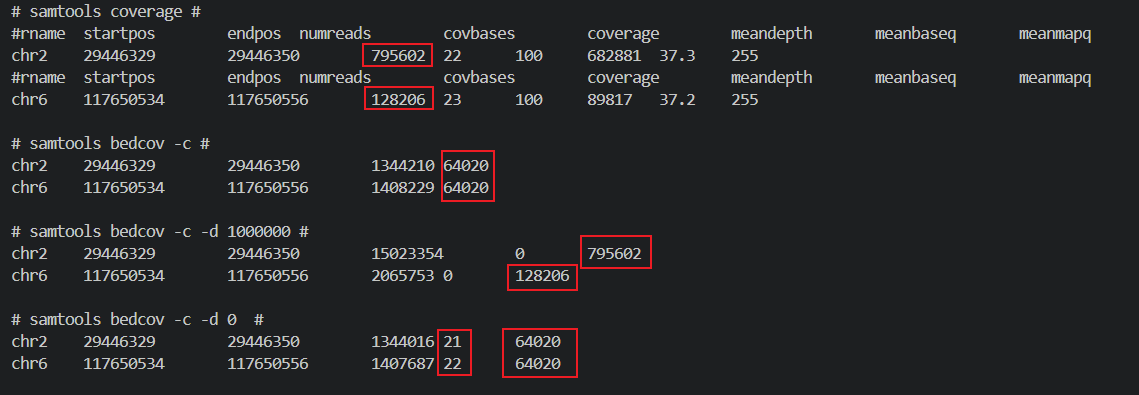 # samtools coverage #
#rname startpos endpos numreads covbases coverage meandepth meanbaseq meanmapq
chr2 29446329 29446350 795602 22 100 682881 37.3 255
#rname startpos endpos numreads covbases coverage meandepth meanbaseq meanmapq
chr6 117650534 117650556 128206 23 100 89817 37.2 255
# samtools bedcov -c #
chr2 29446329 29446350 1344210 64020
chr6 117650534 117650556 1408229 64020
# samtools bedcov -c -d 1000000 #
chr2 29446329 29446350 15023354 0 795602
chr6 117650534 117650556 2065753 0 128206
# samtools bedcov -c -d 0 #
chr2 29446329 29446350 1344016 21 64020
chr6 117650534 117650556 1407687 22 64020